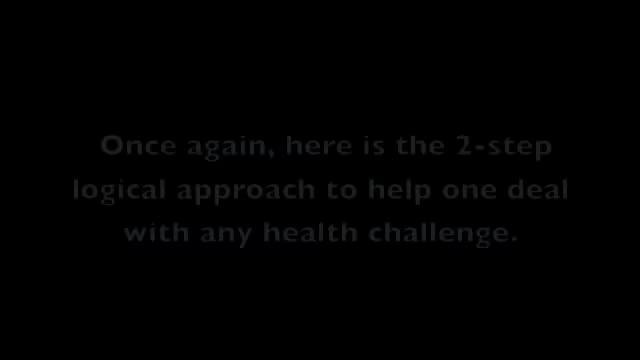 Once again, here is the 2-step
logical approach to help one deal
with any health challenge.